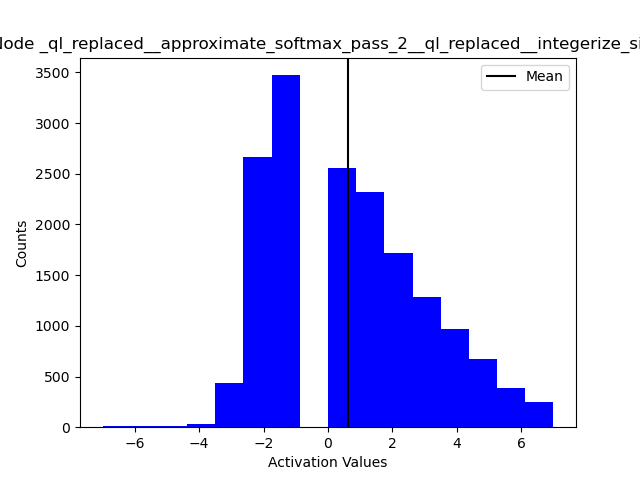 _ql_replaced__approximate_softmax_pass_2__ql_replaced__integerize_si
Mean
3500
3000
2500
2000
1500
1000
500
0
Counts
−6 −4 −2 0 2 4 6
Activation Values